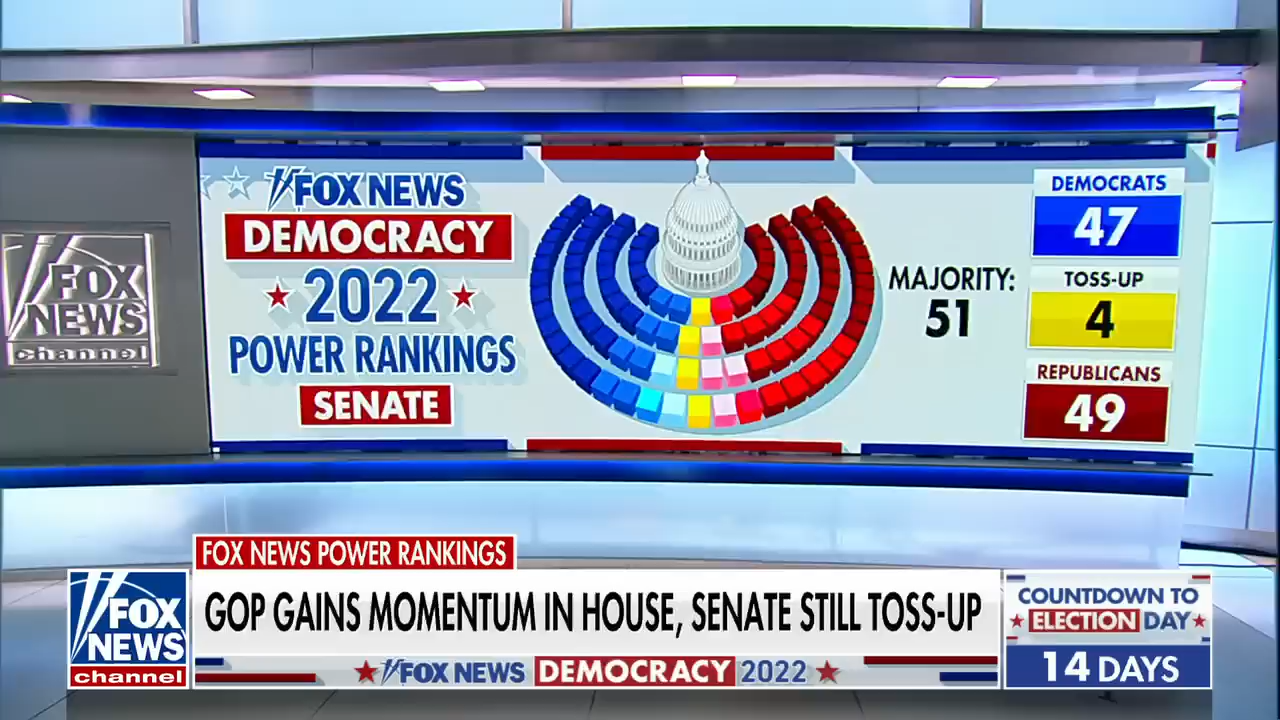 FOX NEWS
DEMOCRACY
2022
POWER RANKINGS
SENATE
MAJORITY:
51
DEMOCRATS
47
TOSS-UP
4
REPUBLICANS
49
FOX
NEWS
channel
FOX NEWS POWER RANKINGS
GOP GAINS MOMENTUM IN HOUSE, SENATE STILL TOSS-UP
FOX NEWS DEMOCRACY 2022
FOX
NEWS
channel
COUNTDOWN TO
ELECTION DAY
14 DAYS